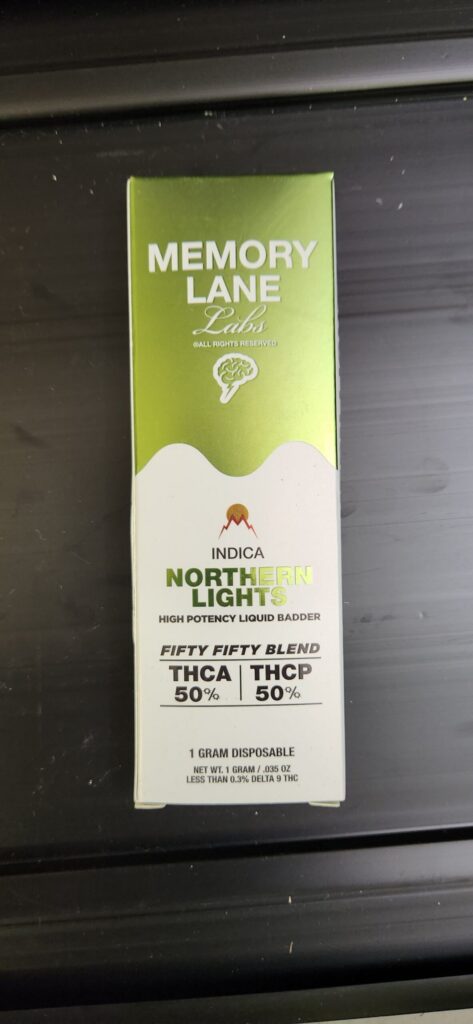 MEMORY
LANE
Labs
®ALL RIGHTS RESERVED
INDICA
NORTHERN
LIGHTS
HIGH POTENCY LIQUID BADDER
FIFTY FIFTY BLEND
THCA | THCP
50% | 50%
1 GRAM DISPOSABLE
NET WT. 1 GRAM / .035 OZ
LESS THAN 0.3% DELTA 9 THC